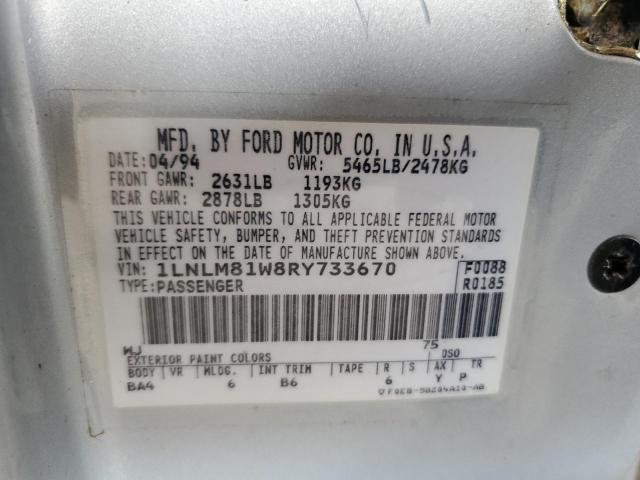 MFD. BY FORD MOTOR CO. IN U.S.A.
DATE: 04/94 GVWR: 5465LB/2478KG
FRONT GAWR: 2631LB 1193KG
REAR GAWR: 2878LB 1305KG
THIS VEHICLE CONFORMS TO ALL APPLICABLE FEDERAL MOTOR
VEHICLE SAFETY, BUMPER, AND THEFT PREVENTION STANDARDS
IN EFFECT ON THE DATE OF MANUFACTURE SHOWN ABOVE.
VIN: 1LNLM81W8RY733670 F0088
TYPE: PASSENGER R0185
WJ 75
EXTERIOR PAINT COLORS DSO
BODY VR MLDG. INT TRIM TAPE R S AX TR
BA4 6 B6 6 Y P